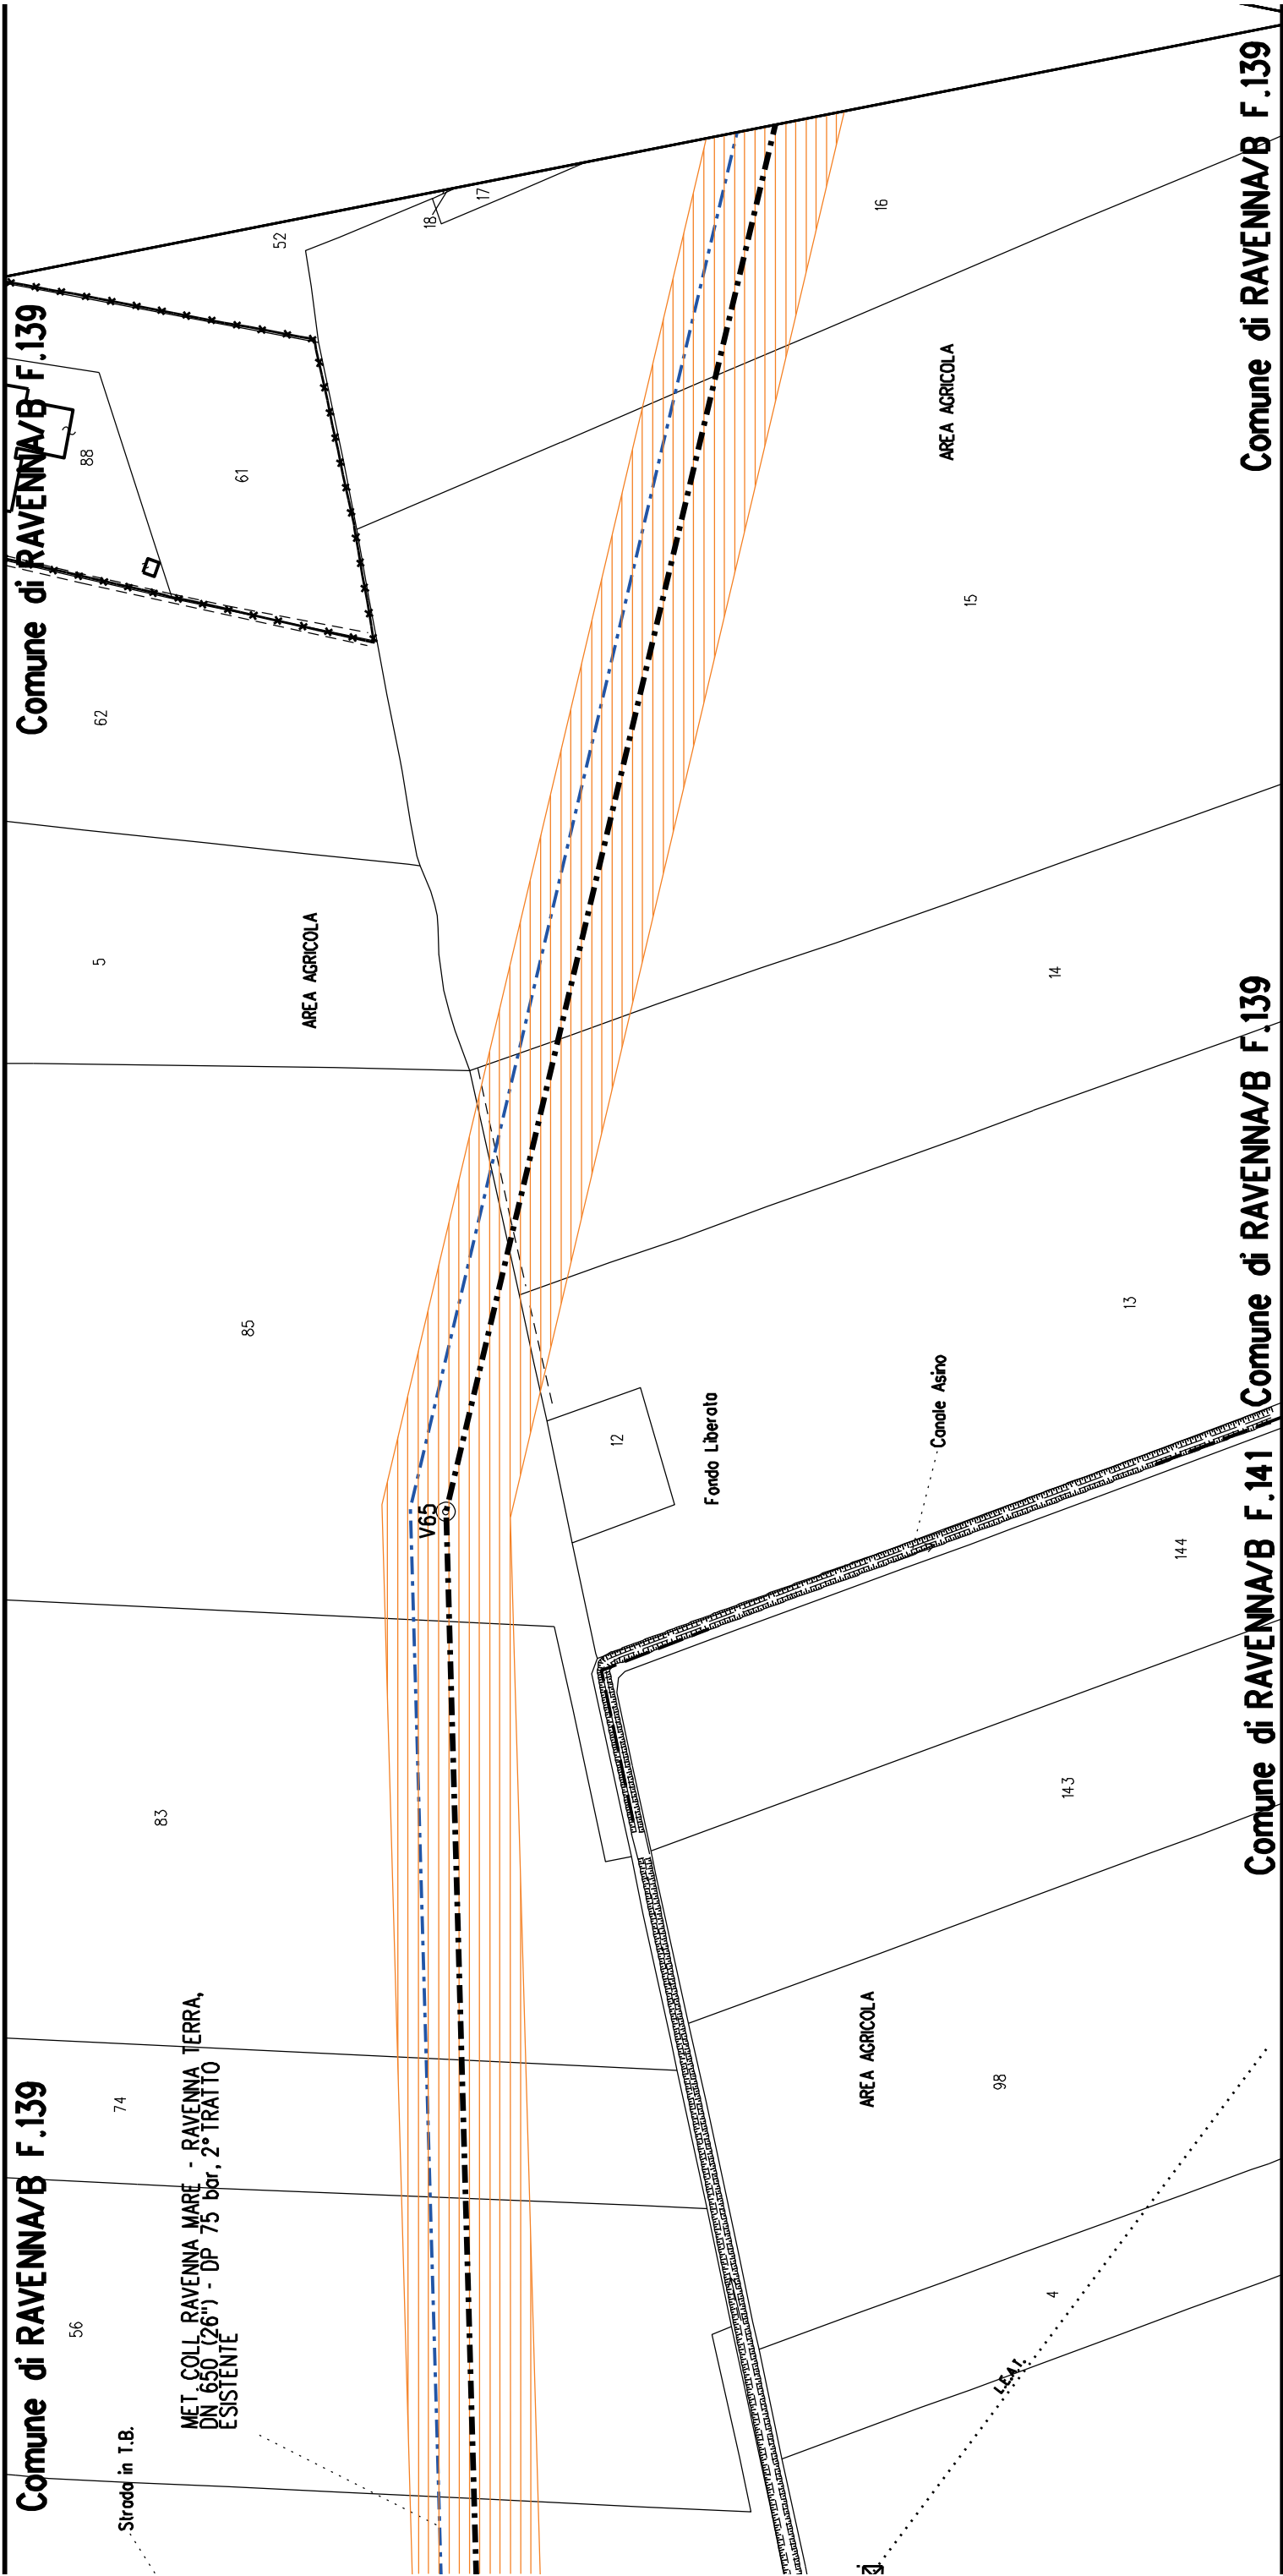 Comune di RAVENNA/B F.139
Comune di RAVENNA/B F.139
56
74
83
85
5
62
61
88
52
Strada in T.B.
MET. COLL. RAVENNA MARE - RAVENNA TERRA,
DN 650 (26") - DP 75 bar, 2° TRATTO
ESISTENTE
AREA AGRICOLA
V65
18
17
16
12
Fondo Liberata
AREA AGRICOLA
15
14
13
Canale Asino
144
143
AREA AGRICOLA
98
4
I.E.A.T.
Comune di RAVENNA/B F.141
Comune di RAVENNA/B F.139
Comune di RAVENNA/B F.139